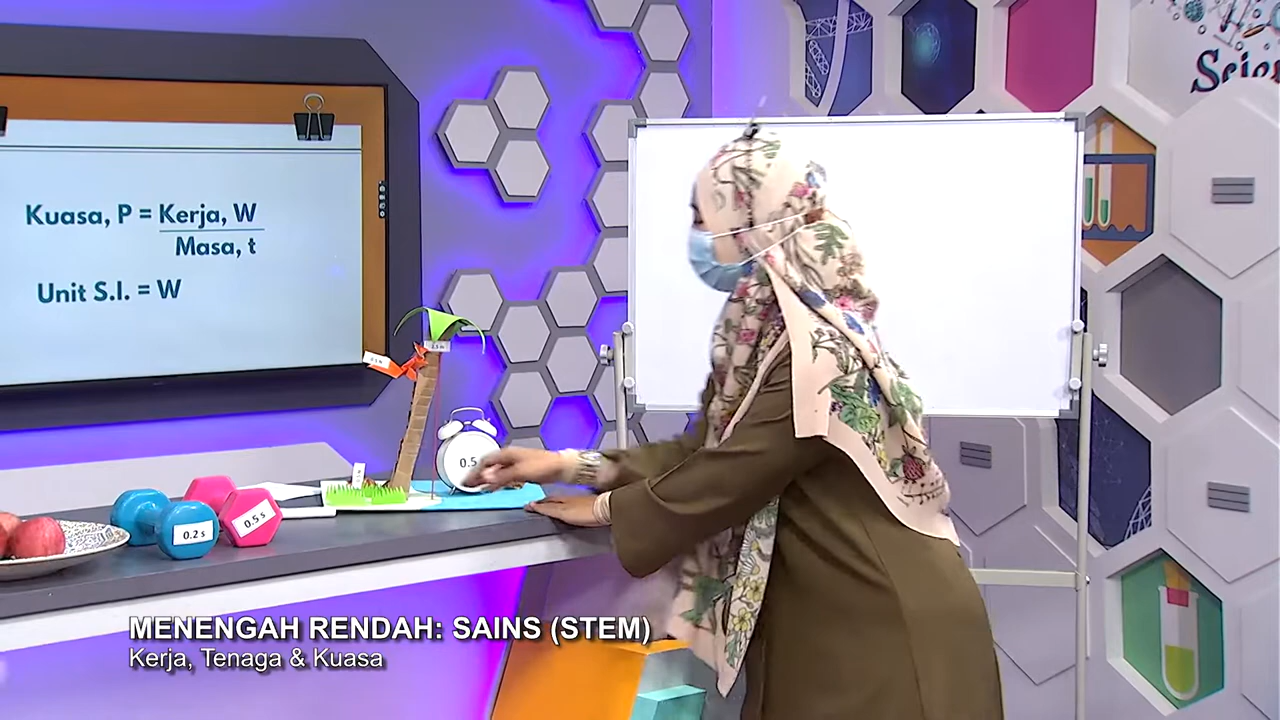 Kuasa, P = Kerja, W
Masa, t
Unit S.I. = W
0.5
0.2 s
0.5 s
MENENGAH RENDAH: SAINS (STEM)
Kerja, Tenaga & Kuasa